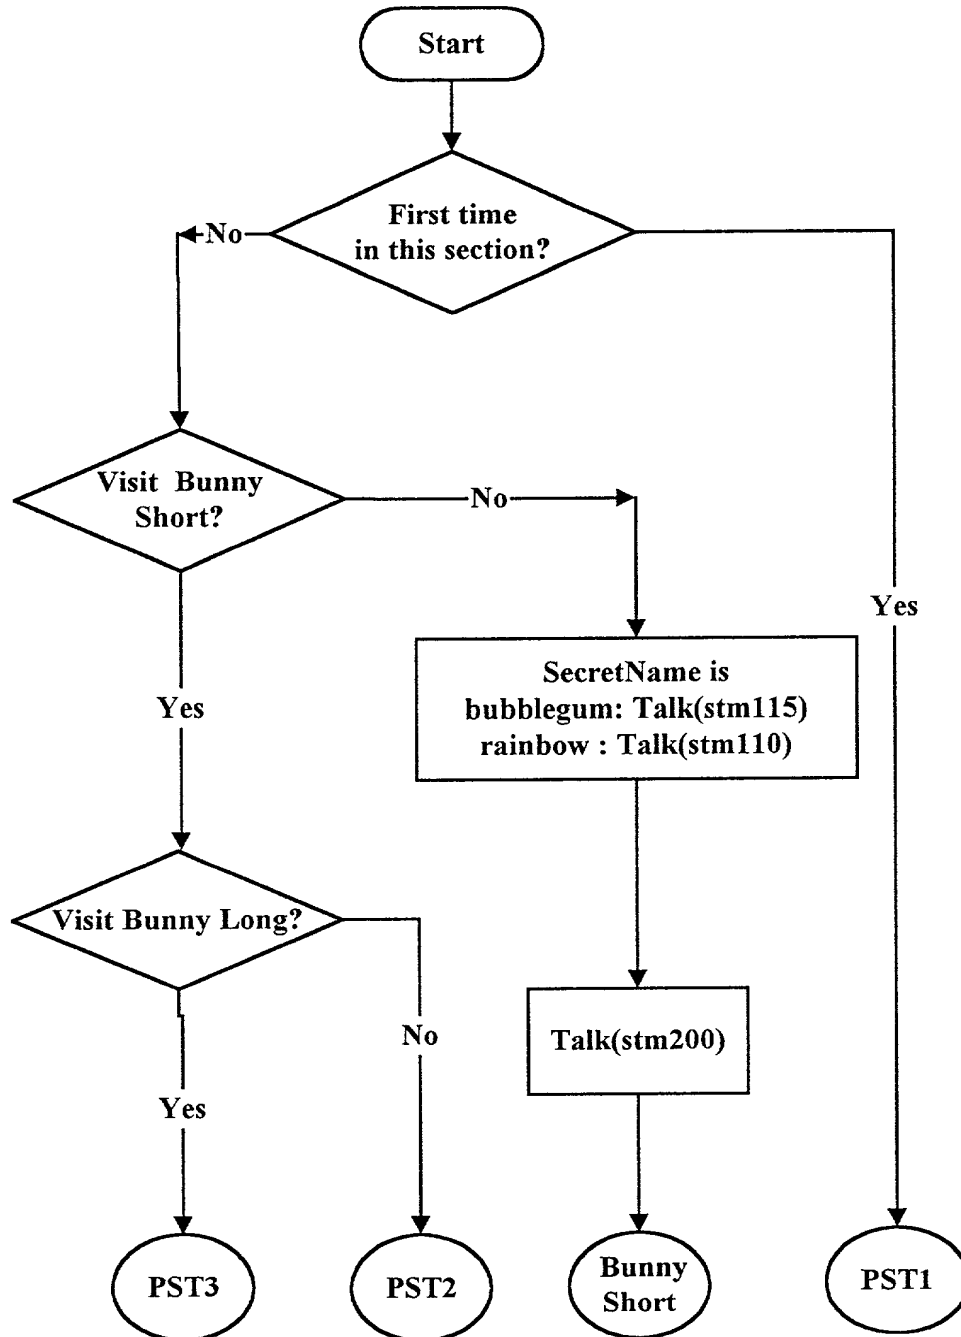 Start
First time
in this section?
No
Yes
Visit Bunny
Short?
No
Yes
SecretName is
bubblegum: Talk(stm115)
rainbow : Talk(stm110)
Visit Bunny Long?
No
Yes
Talk(stm200)
PST3
PST2
Bunny
Short
PST1